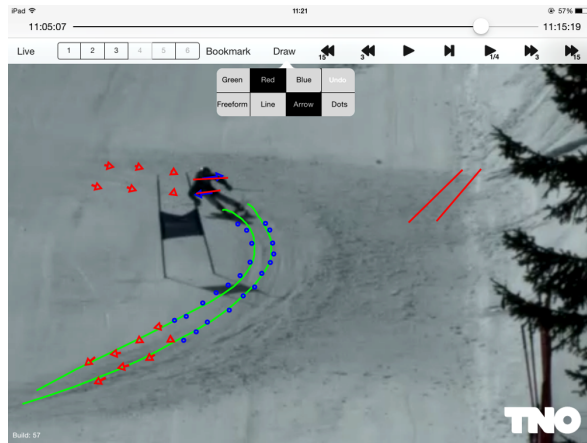 iPad 11:21 57%
11:05:07 11:15:19
Live 1 2 3 4 5 6 Bookmark Draw 15 3 1/4 3 15
Green Red Blue Undo
Freeform Line Arrow Dots
TNO
Build: 57